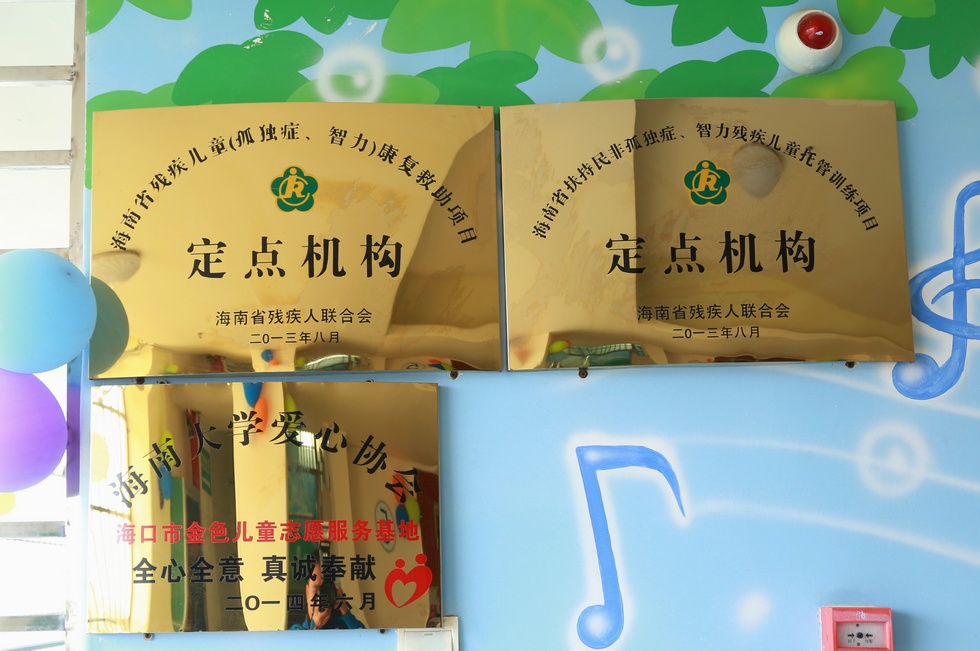 海南省残疾儿童(孤独症、智力)康复救助项目
定点机构
海南省残疾人联合会
二0一三年八月
海南省扶持民非孤独症、智力残疾儿童托管训练项目
定点机构
海南省残疾人联合会
二0一三年八月
海南大学爱心协会
海口市金色儿童志愿服务基地
全心全意 真诚奉献
二0一四年六月